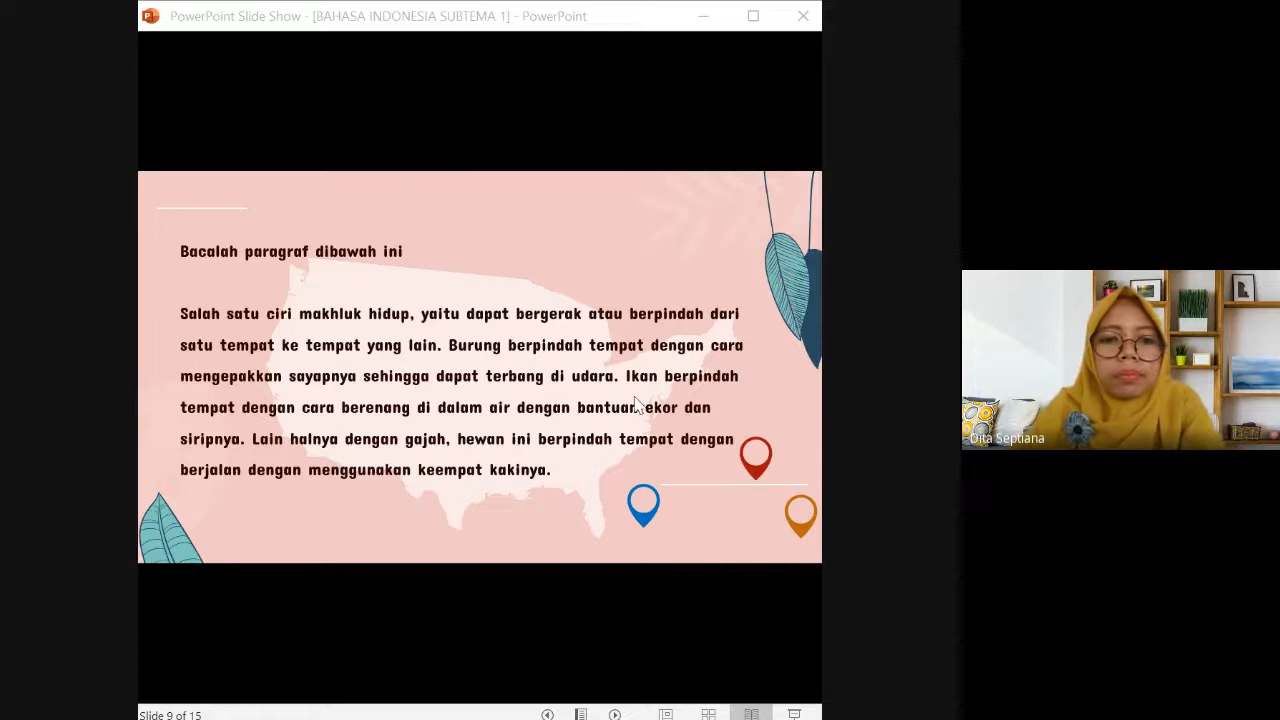 PowerPoint Slide Show - [BAHASA INDONESIA SUBTEMA 1] - PowerPoint
Bacalah paragraf dibawah ini
Salah satu ciri makhluk hidup, yaitu dapat bergerak atau berpindah dari
satu tempat ke tempat yang lain. Burung berpindah tempat dengan cara
mengepakkan sayapnya sehingga dapat terbang di udara. Ikan berpindah
tempat dengan cara berenang di dalam air dengan bantuan ekor dan
siripnya. Lain halnya dengan gajah, hewan ini berpindah tempat dengan
berjalan dengan menggunakan keempat kakinya.
Dita Septiana
Slide 9 of 15